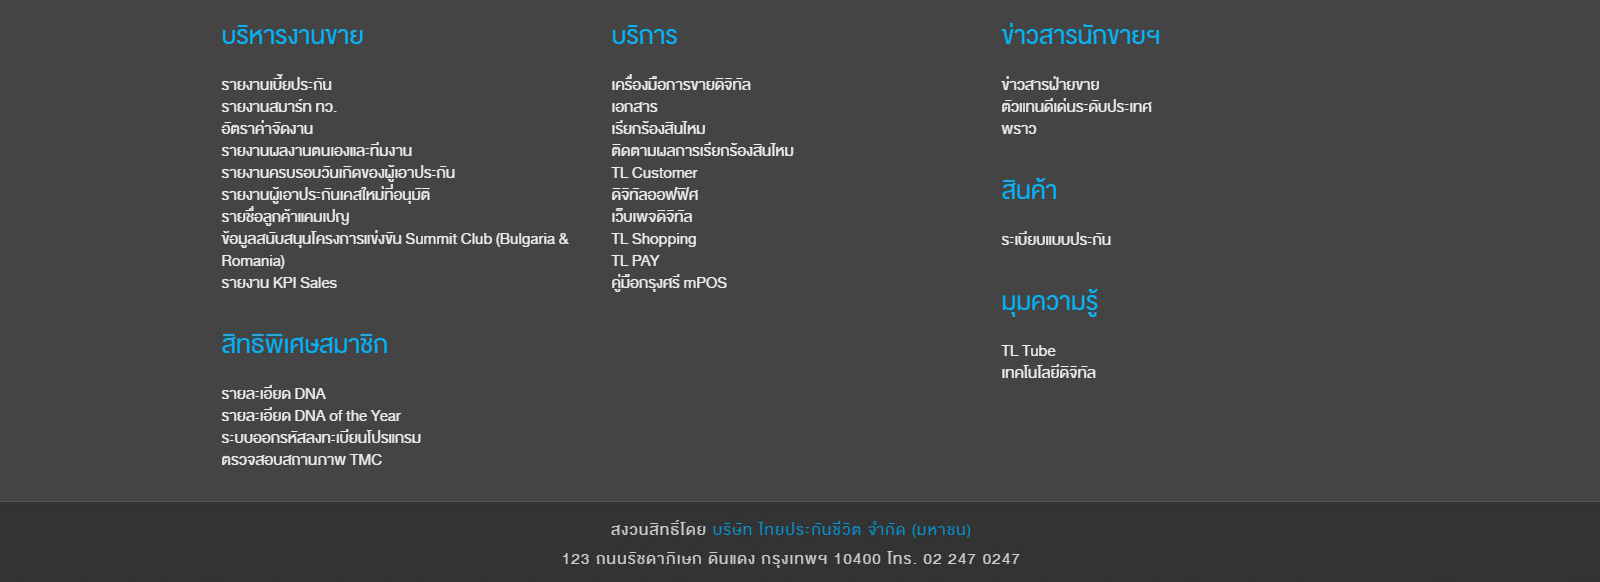 บริหารงานขาย
รายงานเบี้ยประกัน
รายงานสมาร์ท ทว.
อัตราค่าจัดงาน
รายงานผลงานตนเองและทีมงาน
รายงานครบรอบวันเกิดของผู้เอาประกัน
รายงานผู้เอาประกันเคสใหม่ที่อนุมัติ
รายชื่อลูกค้าแคมเปญ
ข้อมูลสนับสนุนโครงการแข่งขัน Summit Club (Bulgaria &
Romania)
รายงาน KPI Sales
สิทธิพิเศษสมาชิก
รายละเอียด DNA
รายละเอียด DNA of the Year
ระบบออกรหัสลงทะเบียนโปรแกรม
ตรวจสอบสถานภาพ TMC
บริการ
เครื่องมือการขายดิจิทัล
เอกสาร
เรียกร้องสินไหม
ติดตามผลการเรียกร้องสินไหม
TL Customer
ดิจิทัลออฟฟิศ
เว็บเพจดิจิทัล
TL Shopping
TL PAY
คู่มือกรุงศรี mPOS
ข่าวสารนักขายฯ
ข่าวสารฝ่ายขาย
ตัวแทนดีเด่นระดับประเทศ
พราว
สินค้า
ระเบียบแบบประกัน
มุมความรู้
TL Tube
เทคโนโลยีดิจิทัล
สงวนสิทธิ์โดย บริษัท ไทยประกันชีวิต จำกัด (มหาชน)
123 ถนนรัชดาภิเษก ดินแดง กรุงเทพฯ 10400 โทร. 02 247 0247